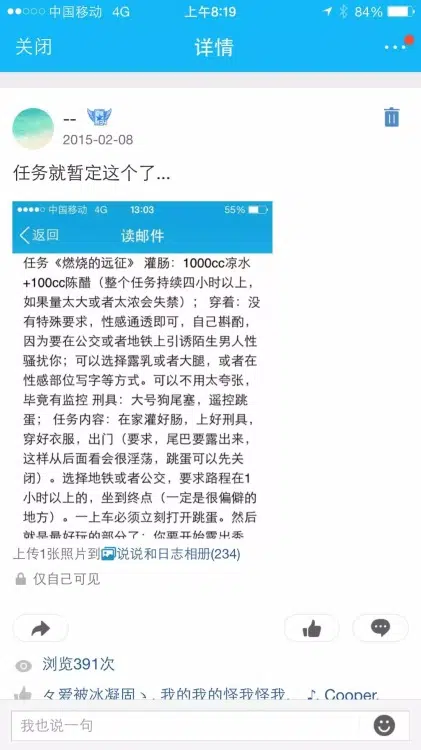 中国移动 4G 上午8:19 84%
关闭 详情
--
2015-02-08
任务就暂定这个了...
中国移动 4G 13:03 55%
返回 读邮件
任务《燃烧的远征》 灌肠：1000cc凉水
+100cc陈醋（整个任务持续四小时以上，
如果量太大或者太浓会失禁）； 穿着：没
有特殊要求，性感通透即可，自己斟酌，
因为要在公交或者地铁上引诱陌生男人性
骚扰你；可以选择露乳或者大腿，或者在
性感部位写字等方式。可以不用太夸张，
毕竟有监控 刑具：大号狗尾塞，遥控跳
蛋； 任务内容：在家灌好肠，上好刑具，
穿好衣服，出门（要求，尾巴要露出来，
这样从后面看会很淫荡，跳蛋可以先关
闭）。选择地铁或者公交，要求路程在1
小时以上的，坐到终点（一定是很偏僻的
地方）。一上车必须立刻打开跳蛋。然后
就是最好玩的部分了：你要开始露出秀
上传1张照片到说说和日志相册(234)
仅自己可见
浏览391次
々爱被冰凝固ゝ, 我的我的怪我怪我。 ♪, Cooper,
我也说一句